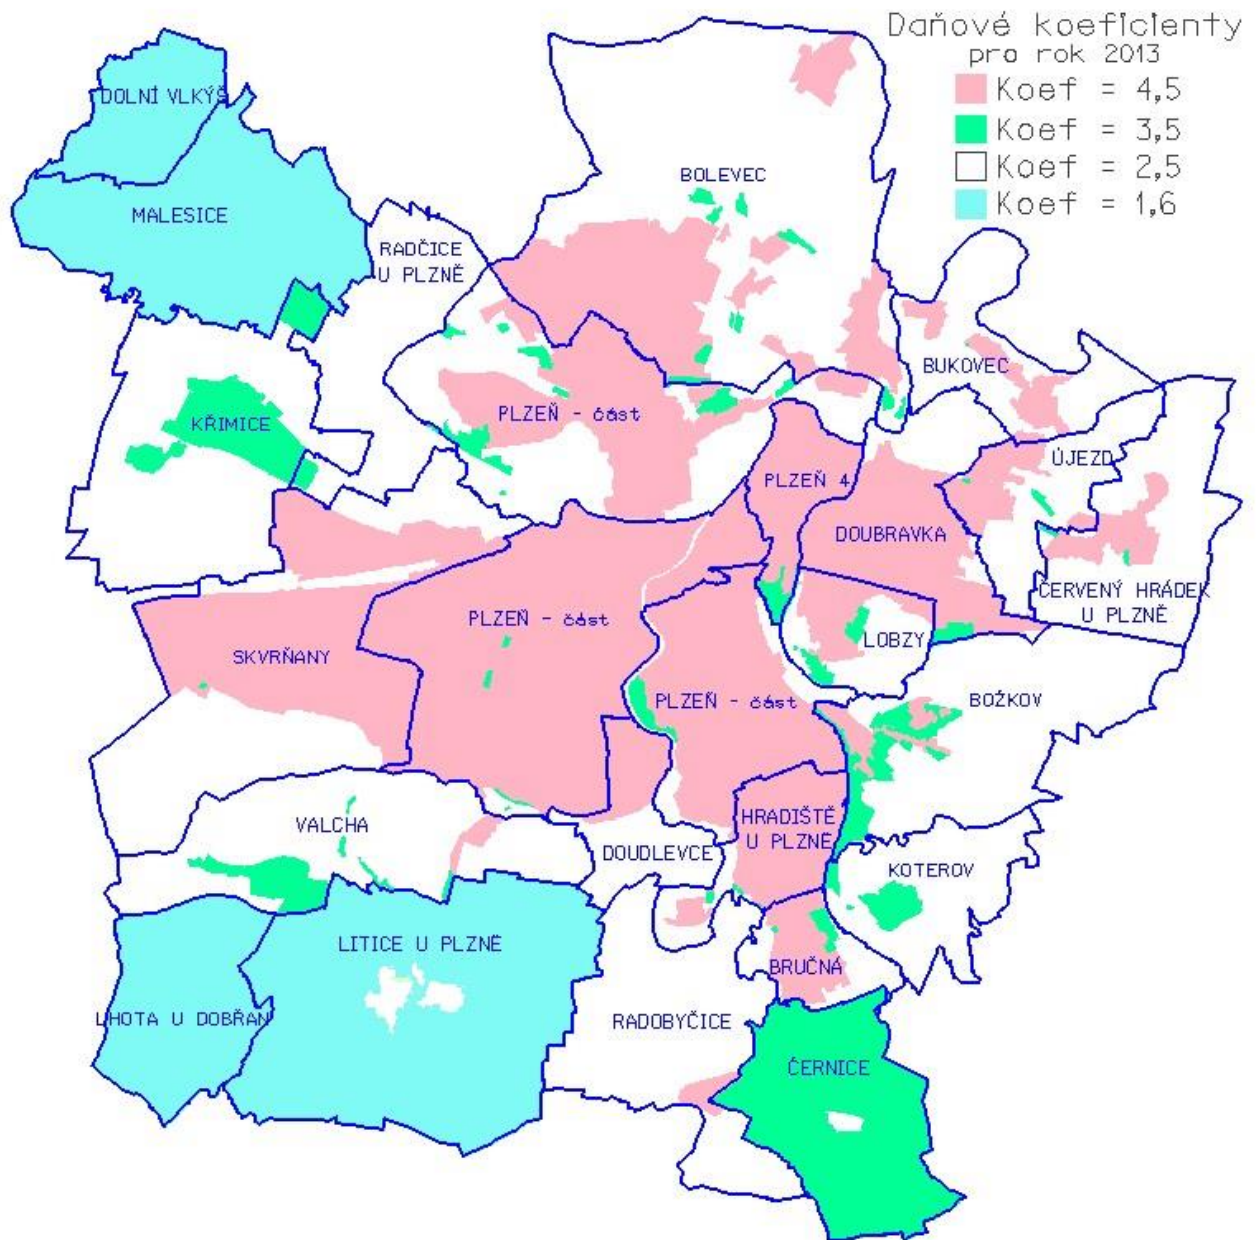 Daňové koeficienty
pro rok 2013
Koef = 4,5
Koef = 3,5
Koef = 2,5
Koef = 1,6
DOLNÍ VLKÝŠ
MALESICE
BOLEVEC
RADČICE
U PLZNĚ
BUKOVEC
KŘIMICE
PLZEŇ - část
ÚJEZD
PLZEŇ 4
DOUBRAVKA
ČERVENÝ HRÁDEK
U PLZNĚ
PLZEŇ - část
LOBZY
SKVRŇANY
PLZEŇ - část
BOŽKOV
HRADIŠTĚ
U PLZNĚ
VALCHA
DOUDLEVCE
KOTEROV
LITICE U PLZNĚ
BRUČNÁ
LHOTA U DOBŘAN
RADOBYČICE
ČERNICE